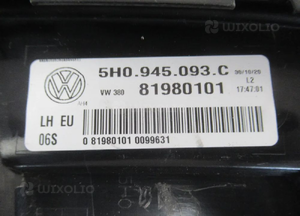 WIXOLIO
5H0.945.093.C
06/10/20
L2
VW 380
81980101
17:47:01
LH EU
06S
0 81980101 0099631
WIXOLIO